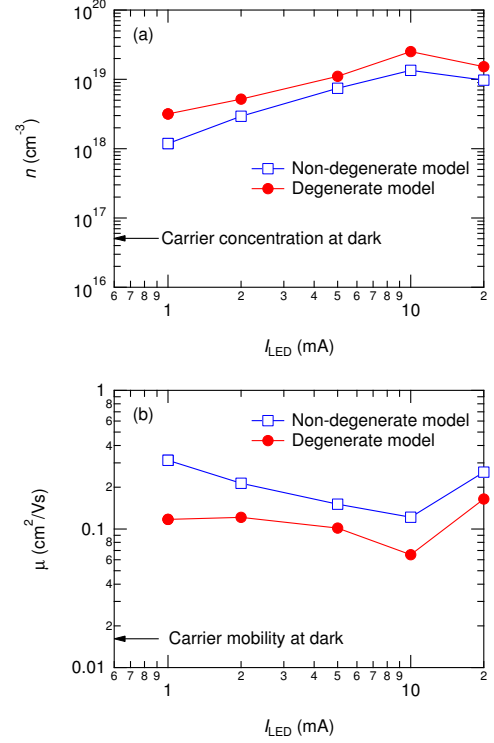 (a)
10^20
10^19
10^18
10^17
10^16
n (cm^-3)
Non-degenerate model
Degenerate model
Carrier concentration at dark
6 7 8 9 1 2 3 4 5 6 7 8 9 10 2
I_LED (mA)
(b)
1
8
6
4
2
0.1
8
6
4
2
0.01
μ (cm^2/Vs)
Non-degenerate model
Degenerate model
Carrier mobility at dark
6 7 8 9 1 2 3 4 5 6 7 8 9 10 2
I_LED (mA)